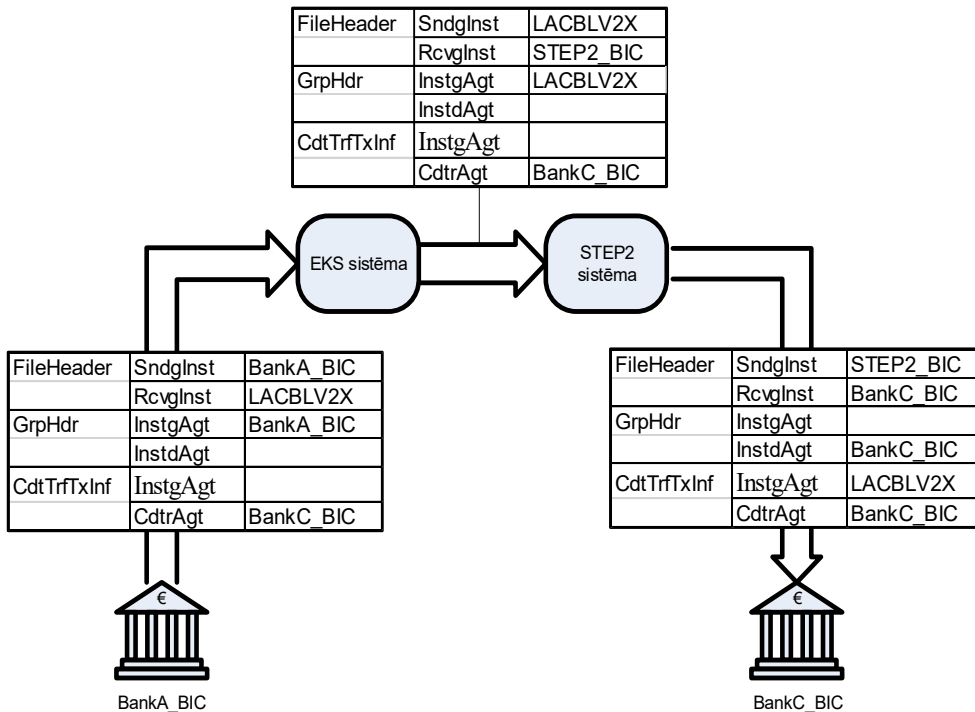 FileHeader SndgInst LACBLV2X
RcvgInst STEP2_BIC
GrpHdr InstgAgt LACBLV2X
InstdAgt
CdtTrfTxInf InstgAgt
CdtrAgt BankC_BIC
EKS sistēma
STEP2
sistēma
FileHeader SndgInst BankA_BIC
RcvgInst LACBLV2X
GrpHdr InstgAgt BankA_BIC
InstdAgt
CdtTrfTxInf InstgAgt
CdtrAgt BankC_BIC
FileHeader SndgInst STEP2_BIC
RcvgInst BankC_BIC
GrpHdr InstgAgt
InstdAgt BankC_BIC
CdtTrfTxInf InstgAgt LACBLV2X
CdtrAgt BankC_BIC
€
BankA_BIC
€
BankC_BIC